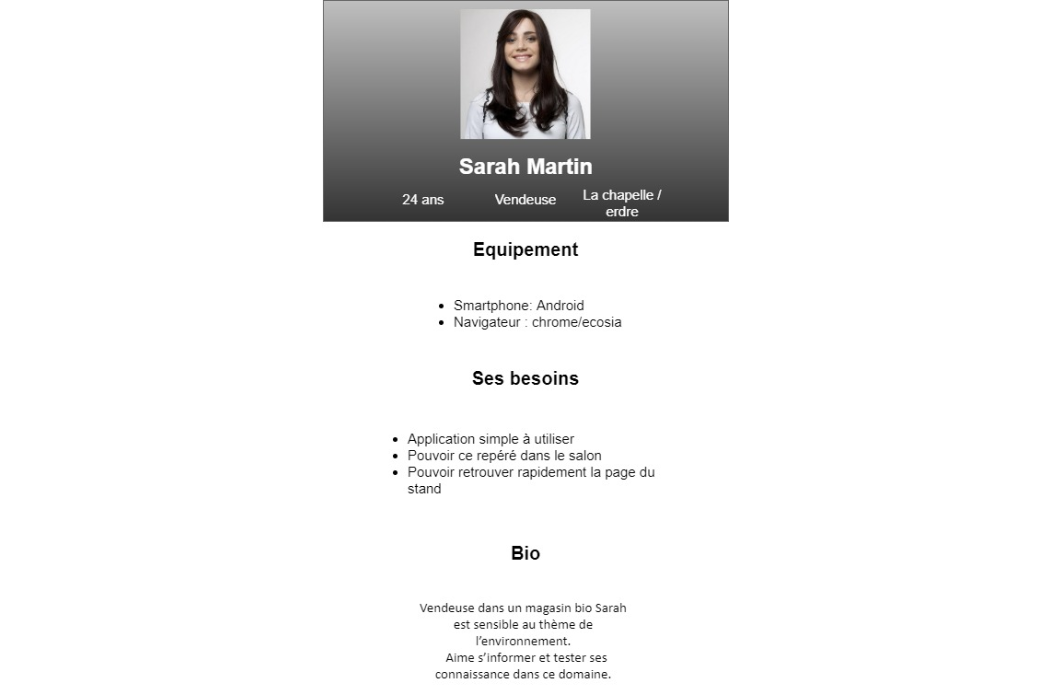 Sarah Martin
24 ans
Vendeuse
La chapelle /
erdre
Equipement
Smartphone: Android
Navigateur : chrome/ecosia
Ses besoins
Application simple à utiliser
Pouvoir ce repéré dans le salon
Pouvoir retrouver rapidement la page du
stand
Bio
Vendeuse dans un magasin bio Sarah
est sensible au thème de
l'environnement.
Aime s'informer et tester ses
connaissance dans ce domaine.